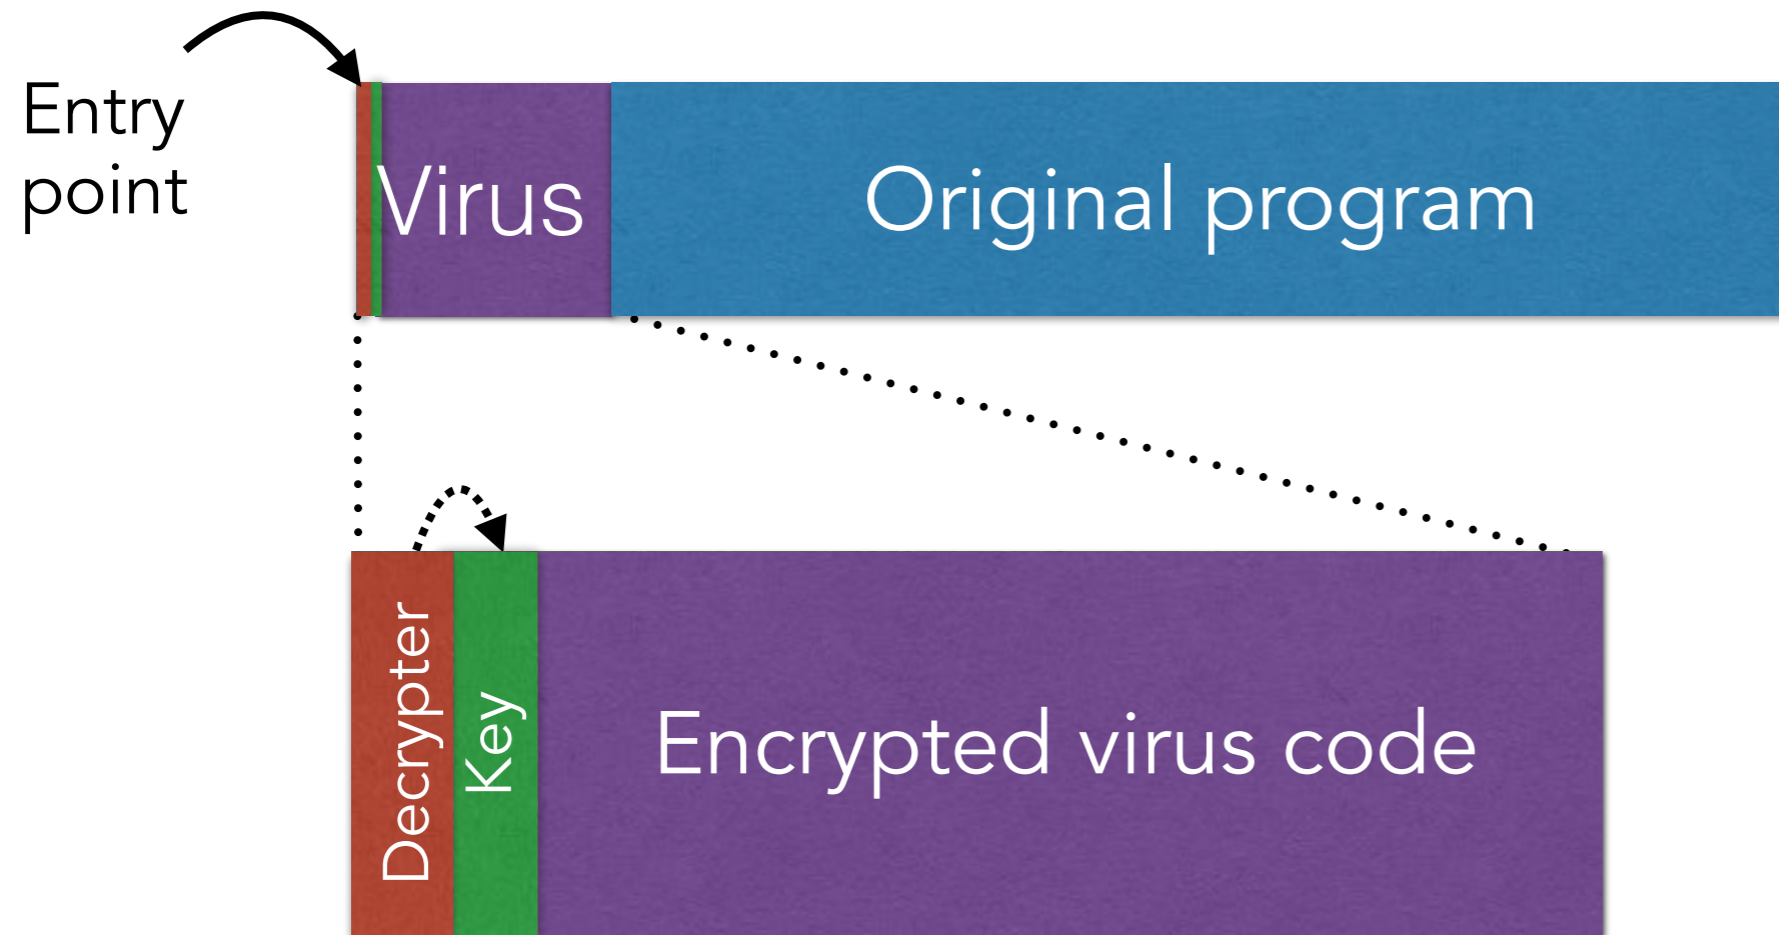 Entry
point
Virus
Original program
Decrypter
Key
Encrypted virus code